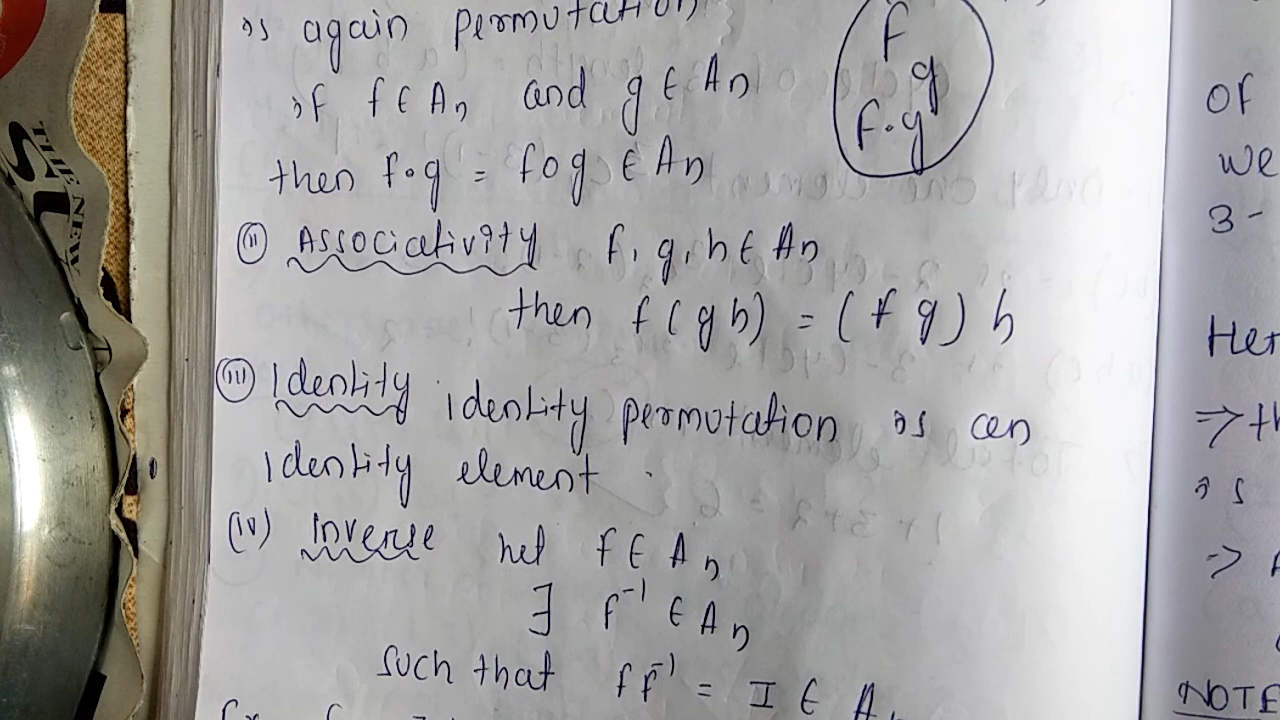 is again permutation
if f ∈ An and g ∈ An
then f•g = fog ∈ An
f
g
f•g
(ii) Associativity f, g, h ∈ An
then f(gh) = (fg)h
(iii) Identity identity permutation is an
identity element.
(iv) Inverse Let f ∈ An
∃ f⁻¹ ∈ An
such that ff⁻¹ = I ∈ An
of
we
3-
⇒ th
is
NOTE
THE NEW